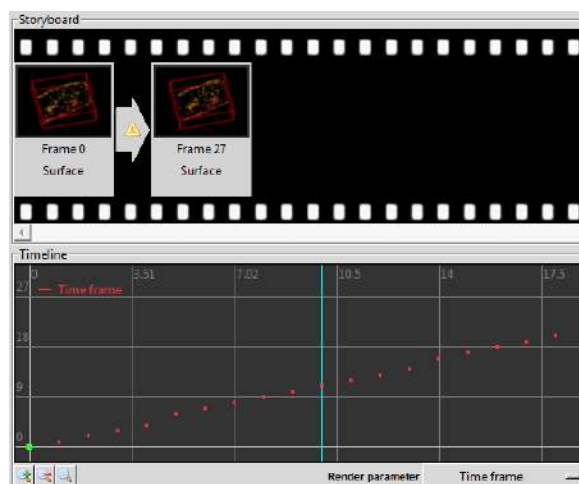 Storyboard
Frame 0
Frame 27
Surface
Surface
Timeline
0
3.51
7.02
10.5
14
17.5
27
Time frame
18
9
0
Render parameter
Time frame